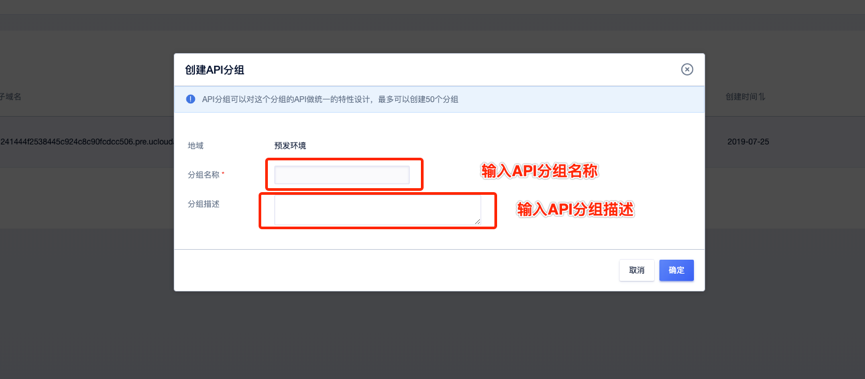 创建API分组
API分组可以对这个分组的API做统一的特性设计，最多可以创建50个分组
子域名
创建时间
241444f2538445c924c8c90fcdcc506.pre.ucloud
2019-07-25
地域 预发环境
分组名称 *
输入API分组名称
分组描述
输入API分组描述
取消 确定